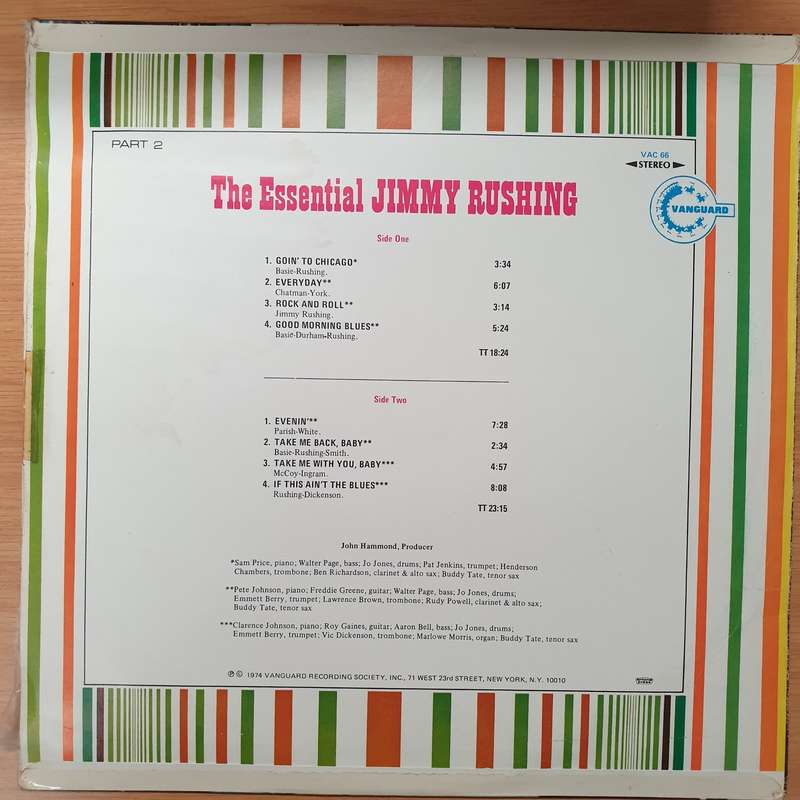 PART 2
VAC 66
STEREO
VANGUARD
The Essential JIMMY RUSHING
Side One
1. GOIN' TO CHICAGO* 3:34
Basie-Rushing.
2. EVERYDAY** 6:07
Chatman-York.
3. ROCK AND ROLL** 3:14
Jimmy Rushing.
4. GOOD MORNING BLUES** 5:24
Basie-Durham-Rushing.
TT 18:24
Side Two
1. EVENIN'** 7:28
Parish-White.
2. TAKE ME BACK, BABY** 2:34
Basie-Rushing-Smith.
3. TAKE ME WITH YOU, BABY*** 4:57
McCoy-Ingram.
4. IF THIS AIN'T THE BLUES*** 8:08
Rushing-Dickenson.
TT 23:15
John Hammond, Producer
*Sam Price, piano; Walter Page, bass; Jo Jones, drums, Pat Jenkins, trumpet; Henderson
Chambers, trombone; Ben Richardson, clarinet & alto sax; Buddy Tate, tenor sax
**Pete Johnson, piano; Freddie Greene, guitar; Walter Page, bass; Jo Jones, drums;
Emmett Berry, trumpet; Lawrence Brown, trombone; Rudy Powell, clarinet & alto sax;
Buddy Tate, tenor sax
***Clarence Johnson, piano; Roy Gaines, guitar; Aaron Bell, bass; Jo Jones, drums;
Emmett Berry, trumpet; Vic Dickenson, trombone; Marlowe Morris, organ; Buddy Tate, tenor sax
℗ © 1974 VANGUARD RECORDING SOCIETY, INC., 71 WEST 23rd STREET, NEW YORK, N.Y. 10010